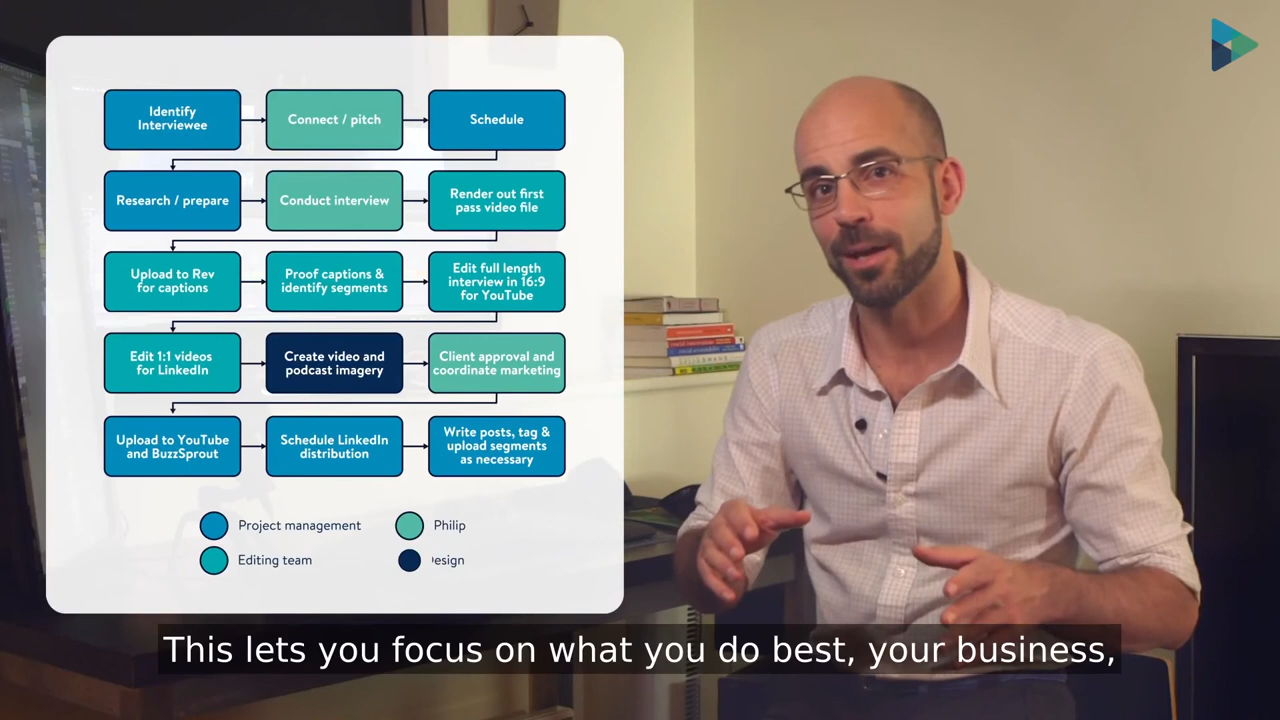 Identify
Interviewee
Connect / pitch
Schedule
Research / prepare
Conduct interview
Render out first
pass video file
Upload to Rev
for captions
Proof captions &
identify segments
Edit full length
interview in 16:9
for YouTube
Edit 1:1 videos
for LinkedIn
Create video and
podcast imagery
Client approval and
coordinate marketing
Upload to YouTube
and BuzzSprout
Schedule LinkedIn
distribution
Write posts, tag &
upload segments
as necessary
Project management
Philip
Editing team
esign
This lets you focus on what you do best, your business,